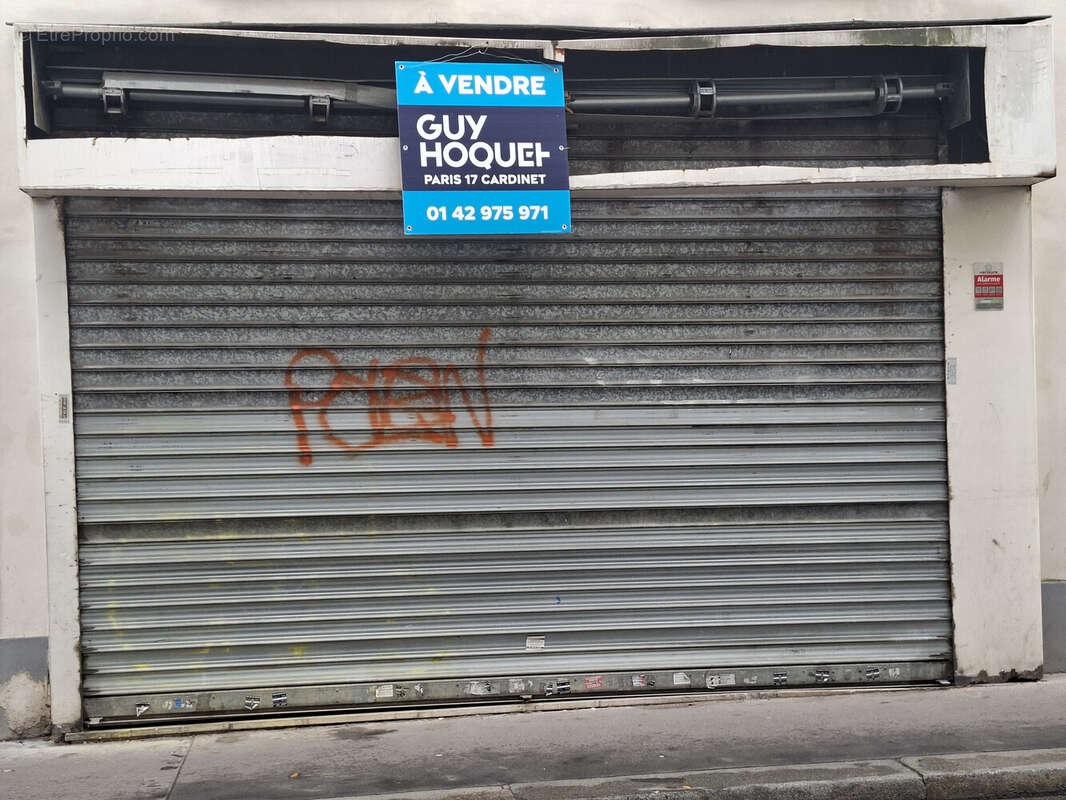 © EtreProprio.com
À VENDRE
GUY
HOQUET
PARIS 17 CARDINET
01 42 975 971
Alarme